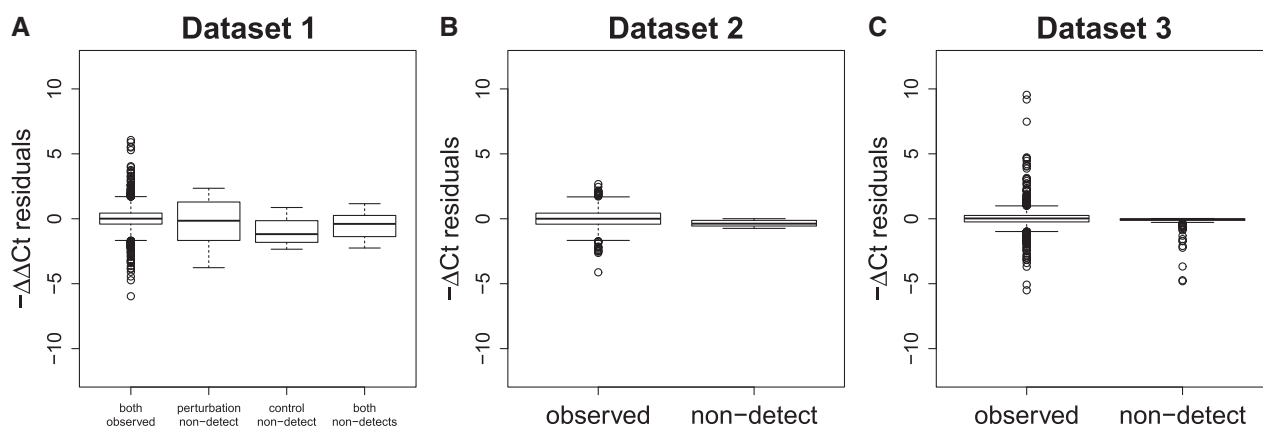 A
Dataset 1
−ΔΔCt residuals
10
5
0
−5
−10
both observed
perturbation non−detect
control non−detect
both non−detects
B
Dataset 2
−ΔCt residuals
10
5
0
−5
−10
observed
non−detect
C
Dataset 3
−ΔCt residuals
10
5
0
−5
−10
observed
non−detect